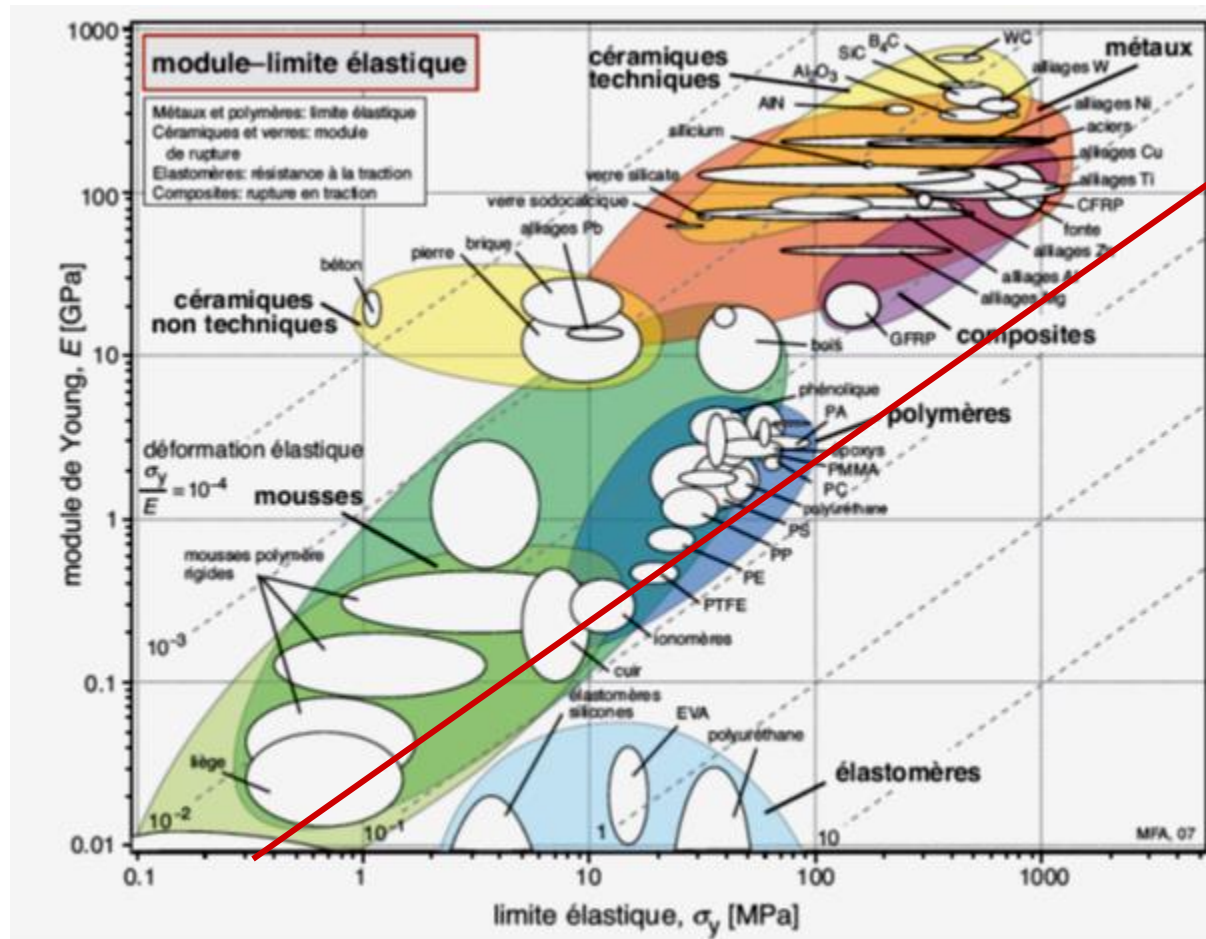 1000
100
10
1
0.1
0.01
module de Young, E [GPa]
module–limite élastique
Métaux et polymères: limite élastique
Céramiques et verres: module
de rupture
Elastomères: résistance à la traction
Composites: rupture en traction
céramiques
techniques
SiC
B₄C
WC
métaux
Al₂O₃
alliages W
AlN
alliages Ni
aciers
silicium
alliages Cu
verre silicate
alliages Ti
verre sodocalcique
CFRP
alliages Pb
fonte
brique
pierre
béton
céramiques
non techniques
GFRP
composites
bois
phénolique
PA
polymères
époxys
PMMA
PC
polyuréthane
PS
PP
PE
PTFE
ionomères
cuir
déformation élastique
σy
E
= 10⁻⁴
mousses
mousses polymère
rigides
10⁻³
élastomères
silicones
EVA
polyuréthane
élastomères
liège
10⁻²
10⁻¹
1
10
MFA, 07
0.1
1
10
100
1000
limite élastique, σy [MPa]